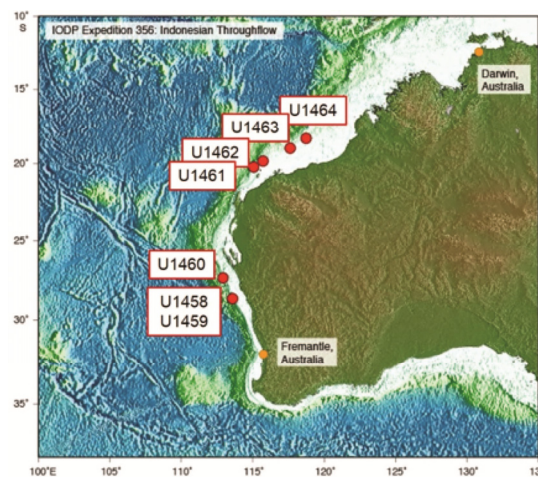 10°
S
IODP Expedition 356: Indonesian Throughflow
Darwin,
Australia
15°
U1464
U1463
U1462
20°
U1461
25°
U1460
U1458
U1459
30°
Fremantle,
Australia
35°
100°E
105°
110°
115°
120°
125°
130°